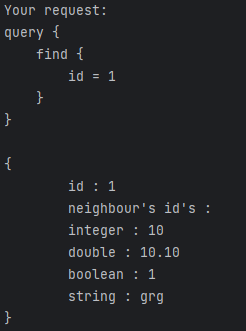 Your request:
query {
    find {
        id = 1
    }
}

{
        id : 1
        neighbour's id's :
        integer : 10
        double : 10.10
        boolean : 1
        string : grg
}